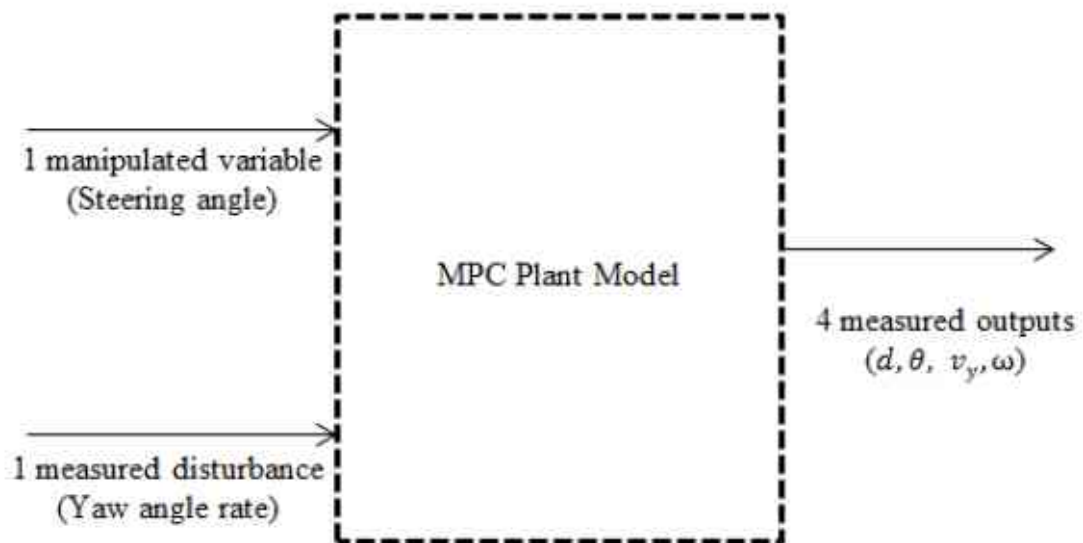 1 manipulated variable
(Steering angle)
MPC Plant Model
4 measured outputs
(d, θ, v_y, ω)
1 measured disturbance
(Yaw angle rate)